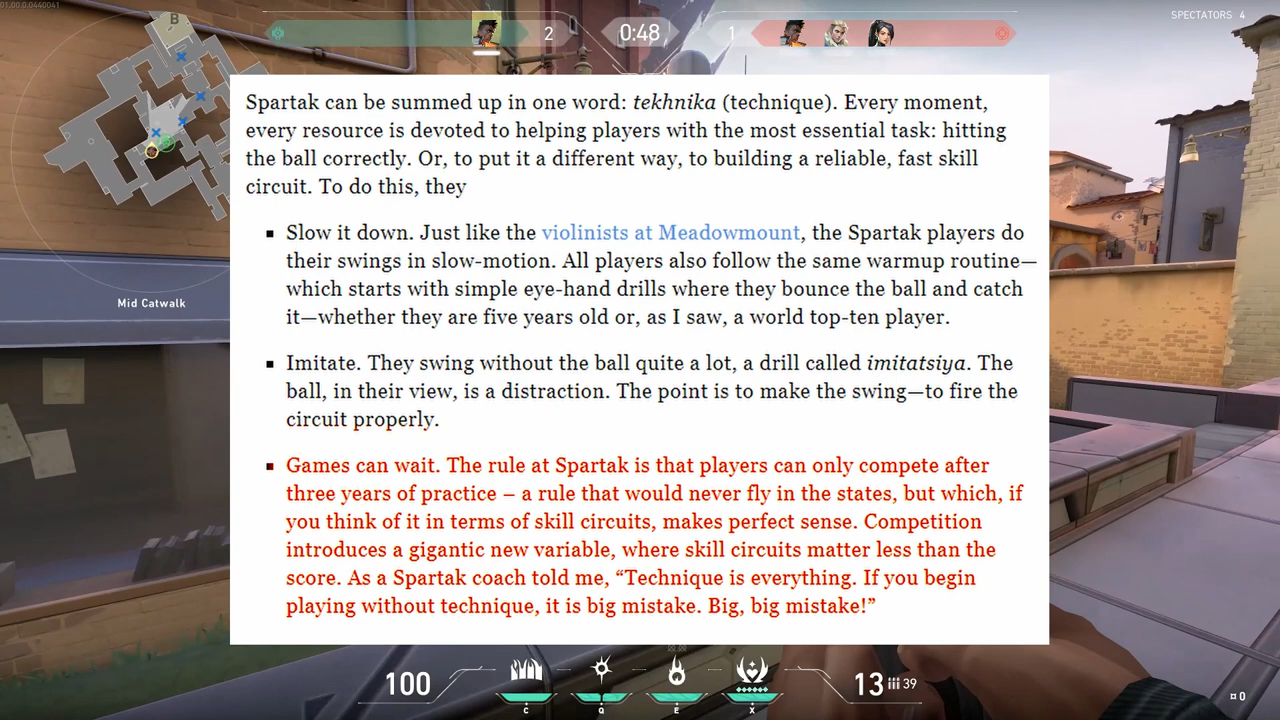 01.00.0.0440041
B
2
0:48
1
SPECTATORS 4
Spartak can be summed up in one word: tekhnika (technique). Every moment,
every resource is devoted to helping players with the most essential task: hitting
the ball correctly. Or, to put it a different way, to building a reliable, fast skill
circuit. To do this, they
Slow it down. Just like the violinists at Meadowmount, the Spartak players do
their swings in slow-motion. All players also follow the same warmup routine—
which starts with simple eye-hand drills where they bounce the ball and catch
it—whether they are five years old or, as I saw, a world top-ten player.
Mid Catwalk
Imitate. They swing without the ball quite a lot, a drill called imitatsiya. The
ball, in their view, is a distraction. The point is to make the swing—to fire the
circuit properly.
Games can wait. The rule at Spartak is that players can only compete after
three years of practice – a rule that would never fly in the states, but which, if
you think of it in terms of skill circuits, makes perfect sense. Competition
introduces a gigantic new variable, where skill circuits matter less than the
score. As a Spartak coach told me, “Technique is everything. If you begin
playing without technique, it is big mistake. Big, big mistake!”
100
13 39
C Q E X
¤0